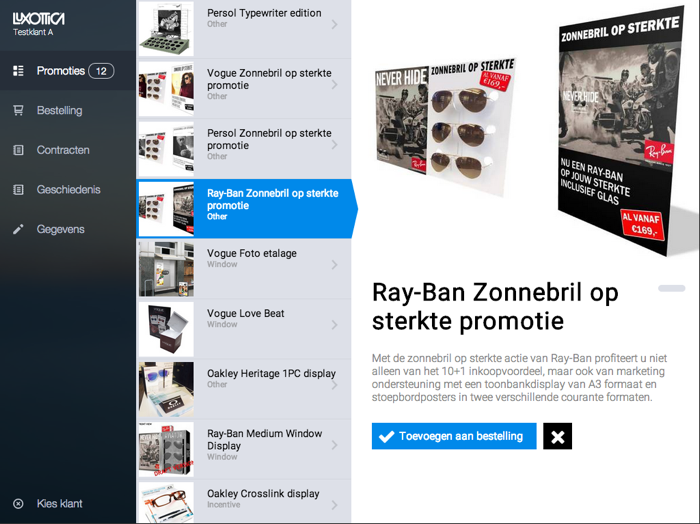 LUXOTTICA
Testklant A
Promoties 12
Bestelling
Contracten
Geschiedenis
Gegevens
Kies klant
Persol Typewriter edition
Other
Vogue Zonnebril op sterkte
promotie
Other
Persol Zonnebril op sterkte
promotie
Other
Ray-Ban Zonnebril op sterkte
promotie
Other
Vogue Foto etalage
Window
Vogue Love Beat
Window
Oakley Heritage 1PC display
Other
Ray-Ban Medium Window
Display
Window
Oakley Crosslink display
Incentive
NEVER HIDE
ZONNEBRIL OP STERKTE
AL VANAF
€169,-
Ray-Ban
ZONNEBRIL OP STERKTE
NEVER HIDE
Ray-Ban
NU EEN RAY-BAN
OP JOUW STERKTE
INCLUSIEF GLAS
AL VANAF
€169,-
Ray-Ban Zonnebril op
sterkte promotie
Met de zonnebril op sterkte actie van Ray-Ban profiteert u niet
alleen van het 10+1 inkoopvoordeel, maar ook van marketing
ondersteuning met een toonbankdisplay van A3 formaat en
stoepbordposters in twee verschillende courante formaten.
Toevoegen aan bestelling